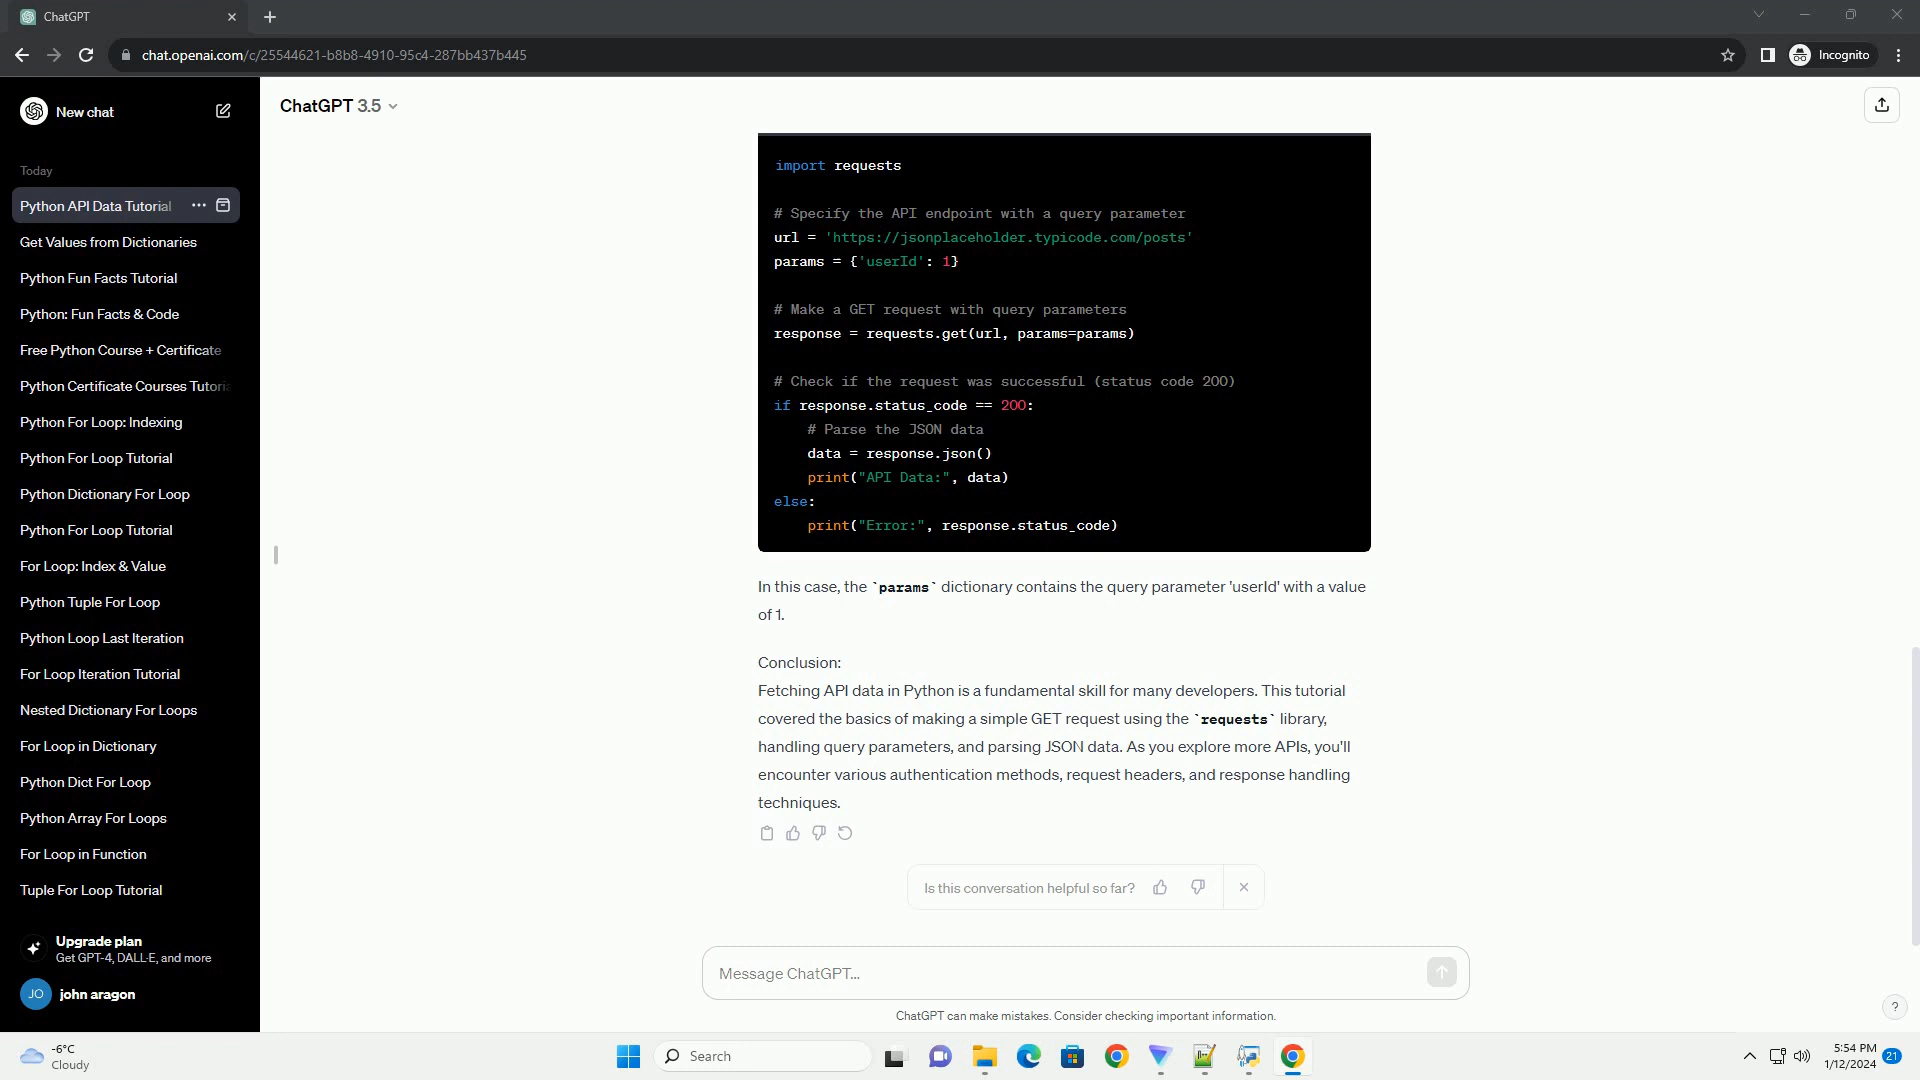 ChatGPT
chat.openai.com/c/25544621-b8b8-4910-95c4-287bb437b445
Incognito
New chat
Today
Python API Data Tutorial
Get Values from Dictionaries
Python Fun Facts Tutorial
Python: Fun Facts & Code
Free Python Course + Certificate
Python Certificate Courses Tutoria
Python For Loop: Indexing
Python For Loop Tutorial
Python Dictionary For Loop
Python For Loop Tutorial
For Loop: Index & Value
Python Tuple For Loop
Python Loop Last Iteration
For Loop Iteration Tutorial
Nested Dictionary For Loops
For Loop in Dictionary
Python Dict For Loop
Python Array For Loops
For Loop in Function
Tuple For Loop Tutorial
Upgrade plan
Get GPT-4, DALL·E, and more
JO john aragon
ChatGPT 3.5
import requests
# Specify the API endpoint with a query parameter
url = 'https://jsonplaceholder.typicode.com/posts'
params = {'userId': 1}
# Make a GET request with query parameters
response = requests.get(url, params=params)
# Check if the request was successful (status code 200)
if response.status_code == 200:
    # Parse the JSON data
    data = response.json()
    print("API Data:", data)
else:
    print("Error:", response.status_code)
In this case, the `params` dictionary contains the query parameter 'userId' with a value
of 1.
Conclusion:
Fetching API data in Python is a fundamental skill for many developers. This tutorial
covered the basics of making a simple GET request using the `requests` library,
handling query parameters, and parsing JSON data. As you explore more APIs, you'll
encounter various authentication methods, request headers, and response handling
techniques.
Is this conversation helpful so far?
Message ChatGPT...
ChatGPT can make mistakes. Consider checking important information.
?
-6°C
Cloudy
Search
5:54 PM
1/12/2024
21